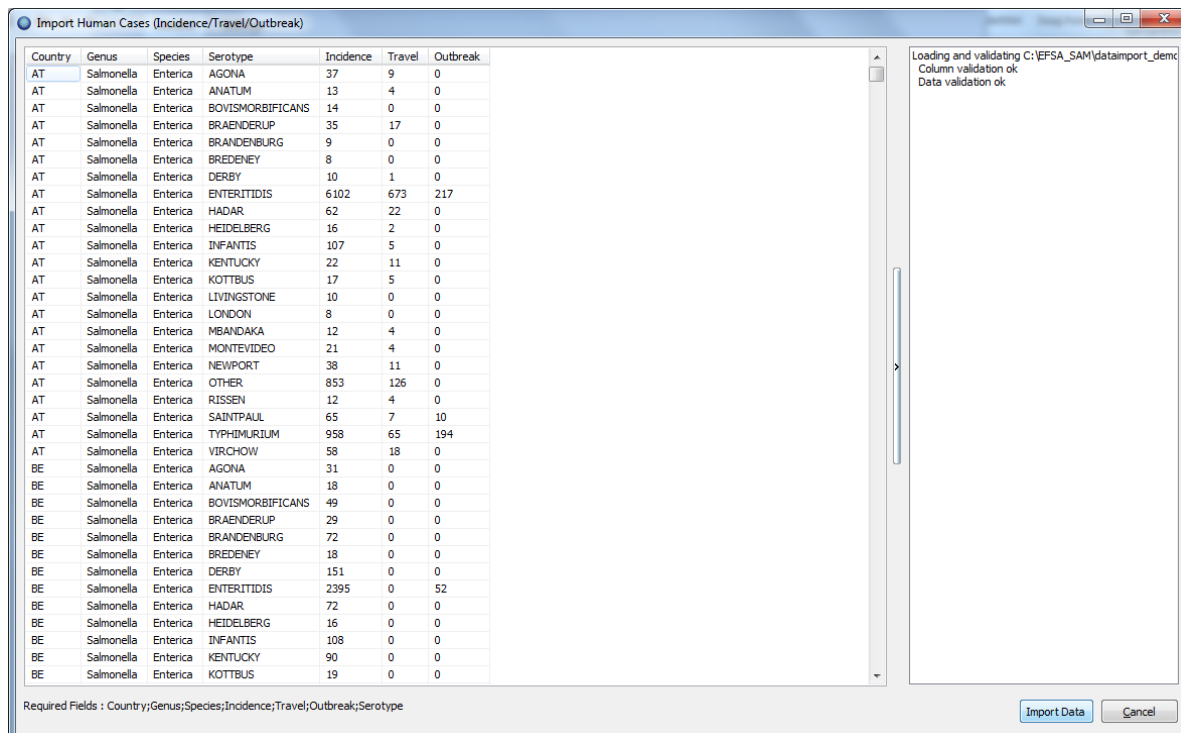 Import Human Cases (Incidence/Travel/Outbreak)
Country Genus Species Serotype Incidence Travel Outbreak
AT Salmonella Enterica AGONA 37 9 0
AT Salmonella Enterica ANATUM 13 4 0
AT Salmonella Enterica BOVISMORBIFICANS 14 0 0
AT Salmonella Enterica BRAENDERUP 35 17 0
AT Salmonella Enterica BRANDENBURG 9 0 0
AT Salmonella Enterica BREDENEY 8 0 0
AT Salmonella Enterica DERBY 10 1 0
AT Salmonella Enterica ENTERITIDIS 6102 673 217
AT Salmonella Enterica HADAR 62 22 0
AT Salmonella Enterica HEIDELBERG 16 2 0
AT Salmonella Enterica INFANTIS 107 5 0
AT Salmonella Enterica KENTUCKY 22 11 0
AT Salmonella Enterica KOTTBUS 17 5 0
AT Salmonella Enterica LIVINGSTONE 10 0 0
AT Salmonella Enterica LONDON 8 0 0
AT Salmonella Enterica MBANDAKA 12 4 0
AT Salmonella Enterica MONTEVIDEO 21 4 0
AT Salmonella Enterica NEWPORT 38 11 0
AT Salmonella Enterica OTHER 853 126 0
AT Salmonella Enterica RISSEN 12 4 0
AT Salmonella Enterica SAINTPAUL 65 7 10
AT Salmonella Enterica TYPHIMURIUM 958 65 194
AT Salmonella Enterica VIRCHOW 58 18 0
BE Salmonella Enterica AGONA 31 0 0
BE Salmonella Enterica ANATUM 18 0 0
BE Salmonella Enterica BOVISMORBIFICANS 49 0 0
BE Salmonella Enterica BRAENDERUP 29 0 0
BE Salmonella Enterica BRANDENBURG 72 0 0
BE Salmonella Enterica BREDENEY 18 0 0
BE Salmonella Enterica DERBY 151 0 0
BE Salmonella Enterica ENTERITIDIS 2395 0 52
BE Salmonella Enterica HADAR 72 0 0
BE Salmonella Enterica HEIDELBERG 16 0 0
BE Salmonella Enterica INFANTIS 108 0 0
BE Salmonella Enterica KENTUCKY 90 0 0
BE Salmonella Enterica KOTTBUS 19 0 0
Loading and validating C:\EFSA_SAM\dataimport_demo
Column validation ok
Data validation ok
Required Fields : Country;Genus;Species;Incidence;Travel;Outbreak;Serotype
Import Data
Cancel